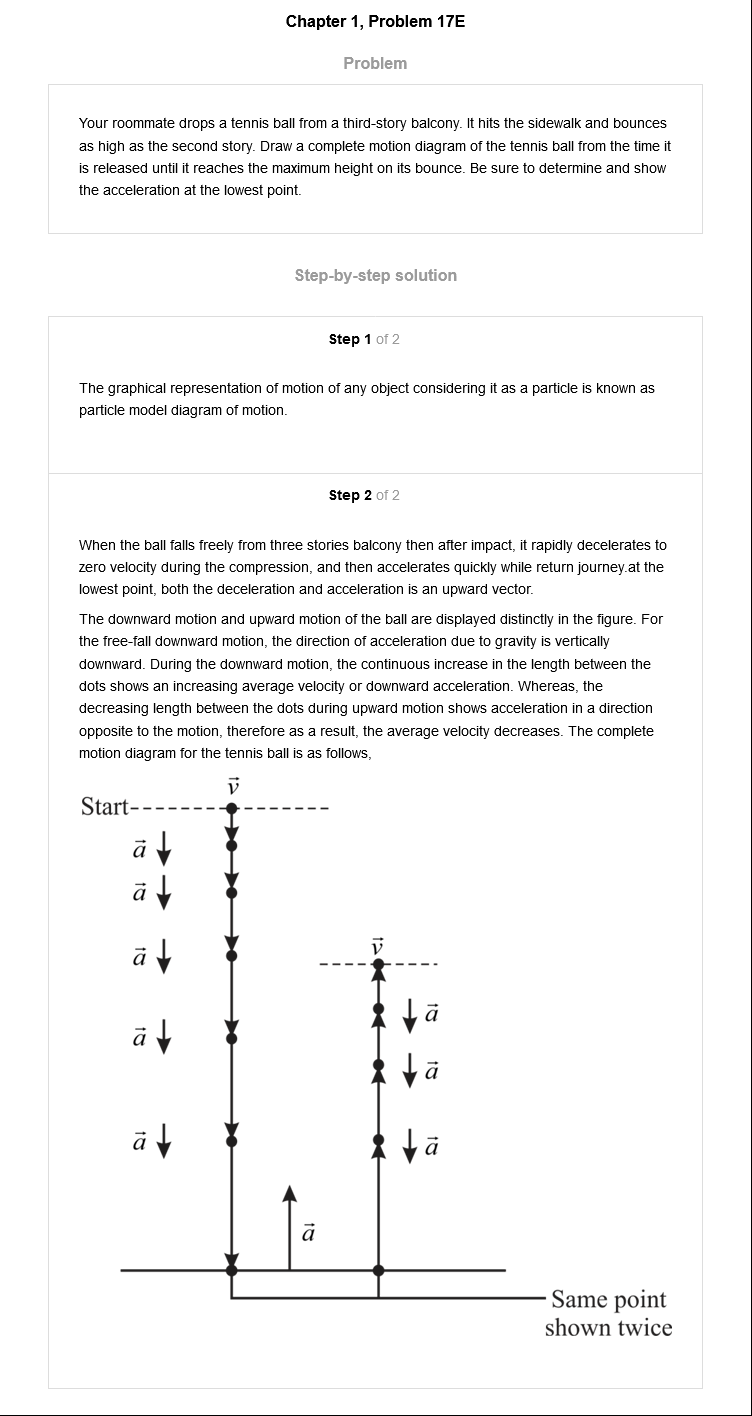 Chapter 1, Problem 17E
Problem
Your roommate drops a tennis ball from a third-story balcony. It hits the sidewalk and bounces
as high as the second story. Draw a complete motion diagram of the tennis ball from the time it
is released until it reaches the maximum height on its bounce. Be sure to determine and show
the acceleration at the lowest point.
Step-by-step solution
Step 1 of 2
The graphical representation of motion of any object considering it as a particle is known as
particle model diagram of motion.
Step 2 of 2
When the ball falls freely from three stories balcony then after impact, it rapidly decelerates to
zero velocity during the compression, and then accelerates quickly while return journey.at the
lowest point, both the deceleration and acceleration is an upward vector.
The downward motion and upward motion of the ball are displayed distinctly in the figure. For
the free-fall downward motion, the direction of acceleration due to gravity is vertically
downward. During the downward motion, the continuous increase in the length between the
dots shows an increasing average velocity or downward acceleration. Whereas, the
decreasing length between the dots during upward motion shows acceleration in a direction
opposite to the motion, therefore as a result, the average velocity decreases. The complete
motion diagram for the tennis ball is as follows,
v⃗
Start
a⃗
a⃗
a⃗
v⃗
a⃗
a⃗
a⃗
a⃗
a⃗
a⃗
Same point
shown twice